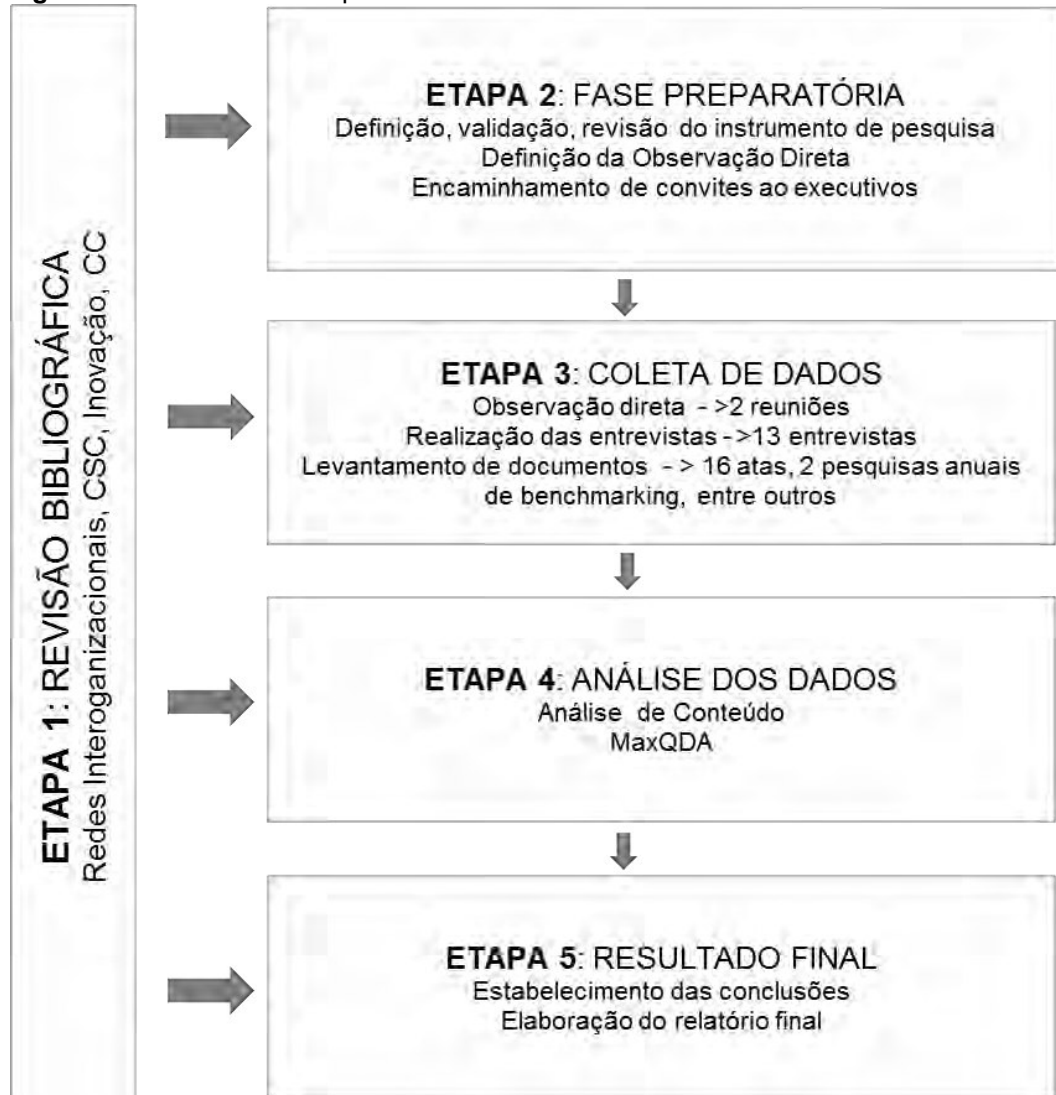 ETAPA 1: REVISÃO BIBLIOGRÁFICA
Redes Interoganizacionais, CSC, Inovação, CC
ETAPA 2: FASE PREPARATÓRIA
Definição, validação, revisão do instrumento de pesquisa
Definição da Observação Direta
Encaminhamento de convites ao executivos
ETAPA 3: COLETA DE DADOS
Observação direta - >2 reuniões
Realização das entrevistas ->13 entrevistas
Levantamento de documentos - > 16 atas, 2 pesquisas anuais
de benchmarking, entre outros
ETAPA 4: ANÁLISE DOS DADOS
Análise de Conteúdo
MaxQDA
ETAPA 5: RESULTADO FINAL
Estabelecimento das conclusões
Elaboração do relatório final